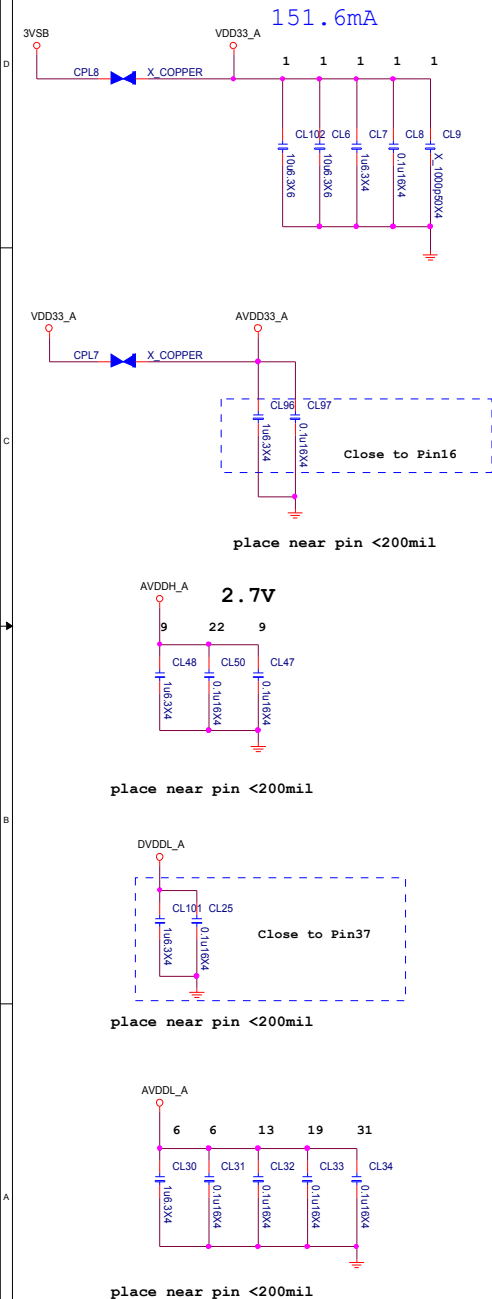 151.6mA
3VSB
VDD33_A
D
CPL8
X_COPPER
1
1
1
1
1
CL102
CL6
CL7
CL8
CL9
10u6.3X6
10u6.3X6
1u6.3X4
0.1u16X4
X_1000p50X4
VDD33_A
AVDD33_A
CPL7
X_COPPER
CL96
CL97
1u6.3X4
0.1u16X4
C
Close to Pin16
place near pin <200mil
AVDDH_A
2.7V
9
22
9
CL48
CL50
CL47
1u6.3X4
0.1u16X4
0.1u16X4
place near pin <200mil
B
DVDDL_A
CL101
CL25
1u6.3X4
0.1u16X4
Close to Pin37
place near pin <200mil
AVDDL_A
6
6
13
19
31
CL30
CL31
CL32
CL33
CL34
1u6.3X4
0.1u16X4
0.1u16X4
0.1u16X4
0.1u16X4
A
place near pin <200mil